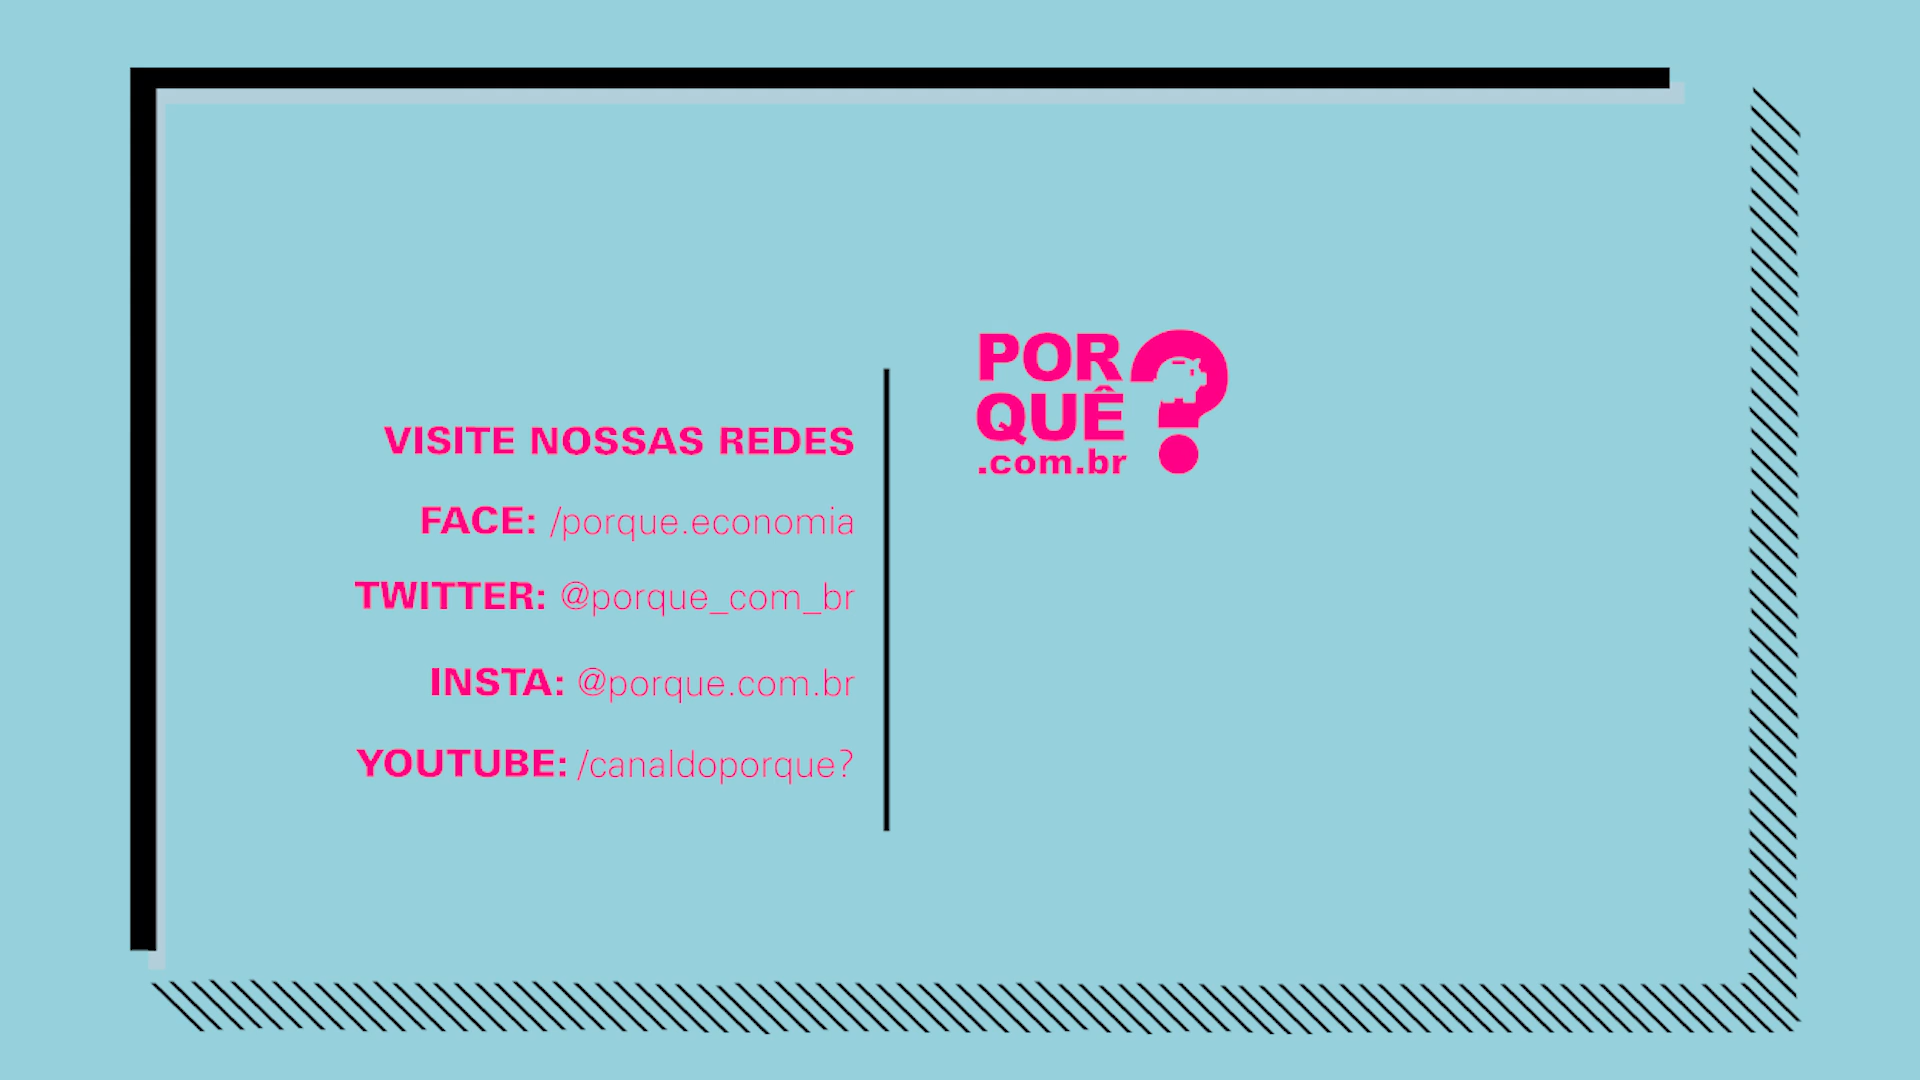 VISITE NOSSAS REDES
FACE: /porque.economia
TWITTER: @porque_com_br
INSTA: @porque.com.br
YOUTUBE: /canaldoporque?
POR
QUÊ?
.com.br